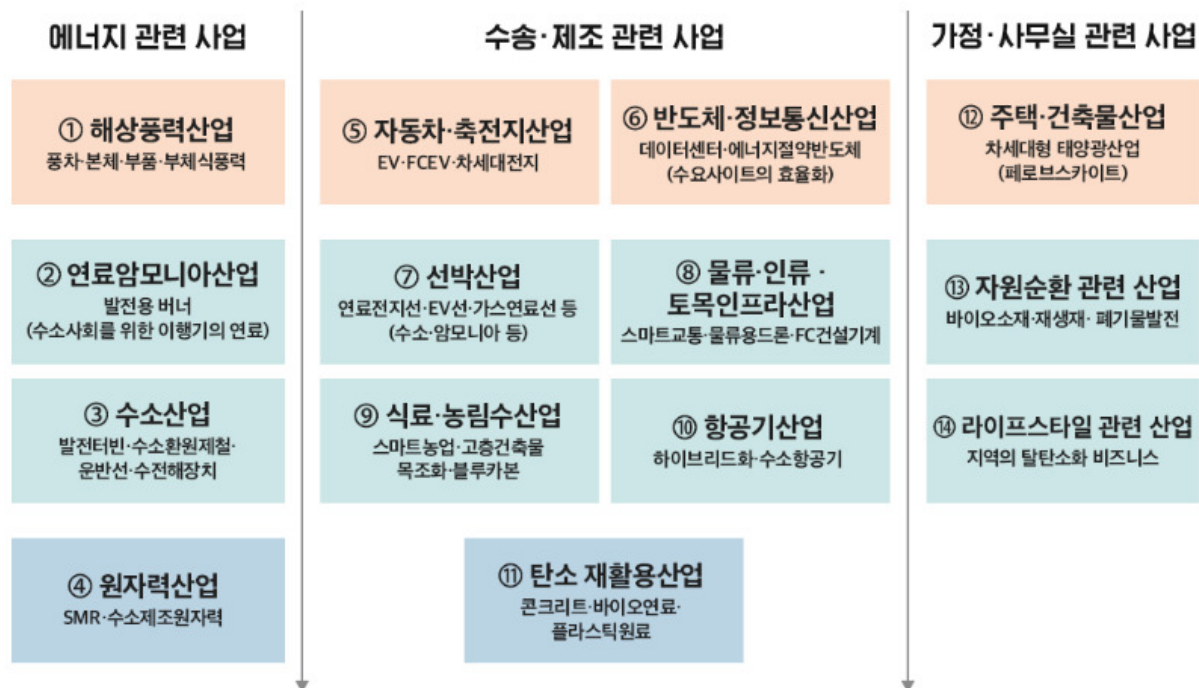 에너지 관련 사업
① 해상풍력산업
풍차·본체·부품·부체식풍력
② 연료암모니아산업
발전용 버너
(수소사회를 위한 이행기의 연료)
③ 수소산업
발전터빈·수소환원제철·
운반선·수전해장치
④ 원자력산업
SMR·수소제조원자력
수송·제조 관련 사업
⑤ 자동차·축전지산업
EV·FCEV·차세대전지
⑥ 반도체·정보통신산업
데이터센터·에너지절약반도체
(수요사이트의 효율화)
⑦ 선박산업
연료전지선·EV선·가스연료선 등
(수소·암모니아 등)
⑧ 물류·인류 ·
토목인프라산업
스마트교통·물류용드론·FC건설기계
⑨ 식료·농림수산업
스마트농업·고층건축물
목조화·블루카본
⑩ 항공기산업
하이브리드화·수소항공기
⑪ 탄소 재활용산업
콘크리트·바이오연료·
플라스틱원료
가정·사무실 관련 사업
⑫ 주택·건축물산업
차세대형 태양광산업
(페로브스카이트)
⑬ 자원순환 관련 산업
바이오소재·재생재· 폐기물발전
⑭ 라이프스타일 관련 산업
지역의 탈탄소화 비즈니스